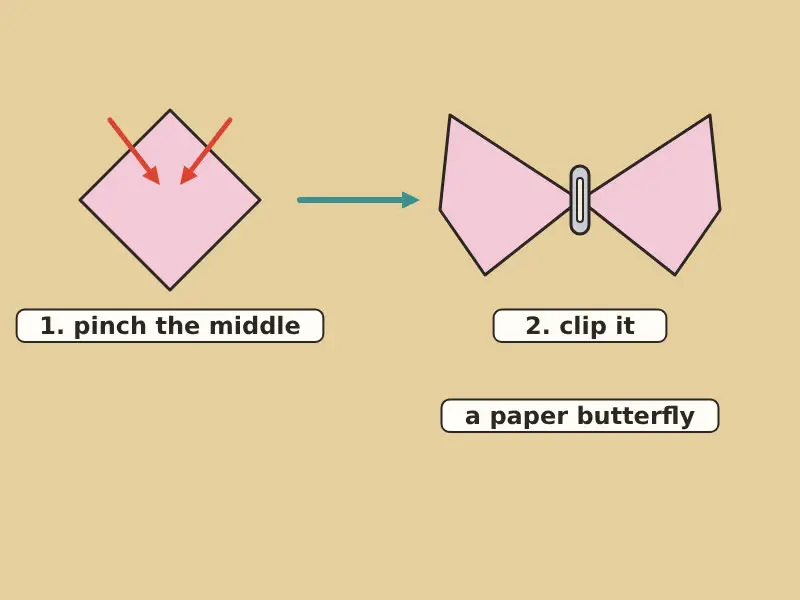 1. pinch the middle
2. clip it
a paper butterfly